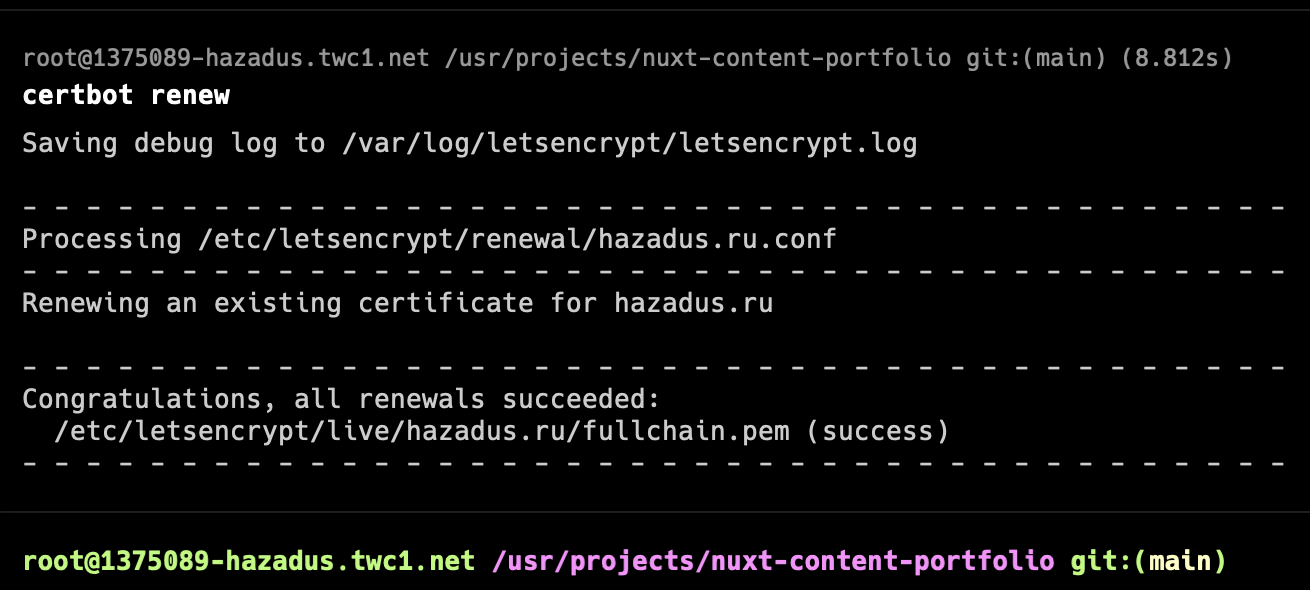 root@1375089-hazadus.twc1.net /usr/projects/nuxt-content-portfolio git:(main) (8.812s)
certbot renew
Saving debug log to /var/log/letsencrypt/letsencrypt.log
- - - - - - - - - - - - - - - - - - - - - - - - - - - - - - - - - - - - - - - -
Processing /etc/letsencrypt/renewal/hazadus.ru.conf
- - - - - - - - - - - - - - - - - - - - - - - - - - - - - - - - - - - - - - - -
Renewing an existing certificate for hazadus.ru
- - - - - - - - - - - - - - - - - - - - - - - - - - - - - - - - - - - - - - - -
Congratulations, all renewals succeeded:
/etc/letsencrypt/live/hazadus.ru/fullchain.pem (success)
- - - - - - - - - - - - - - - - - - - - - - - - - - - - - - - - - - - - - - - -
root@1375089-hazadus.twc1.net /usr/projects/nuxt-content-portfolio git:(main)